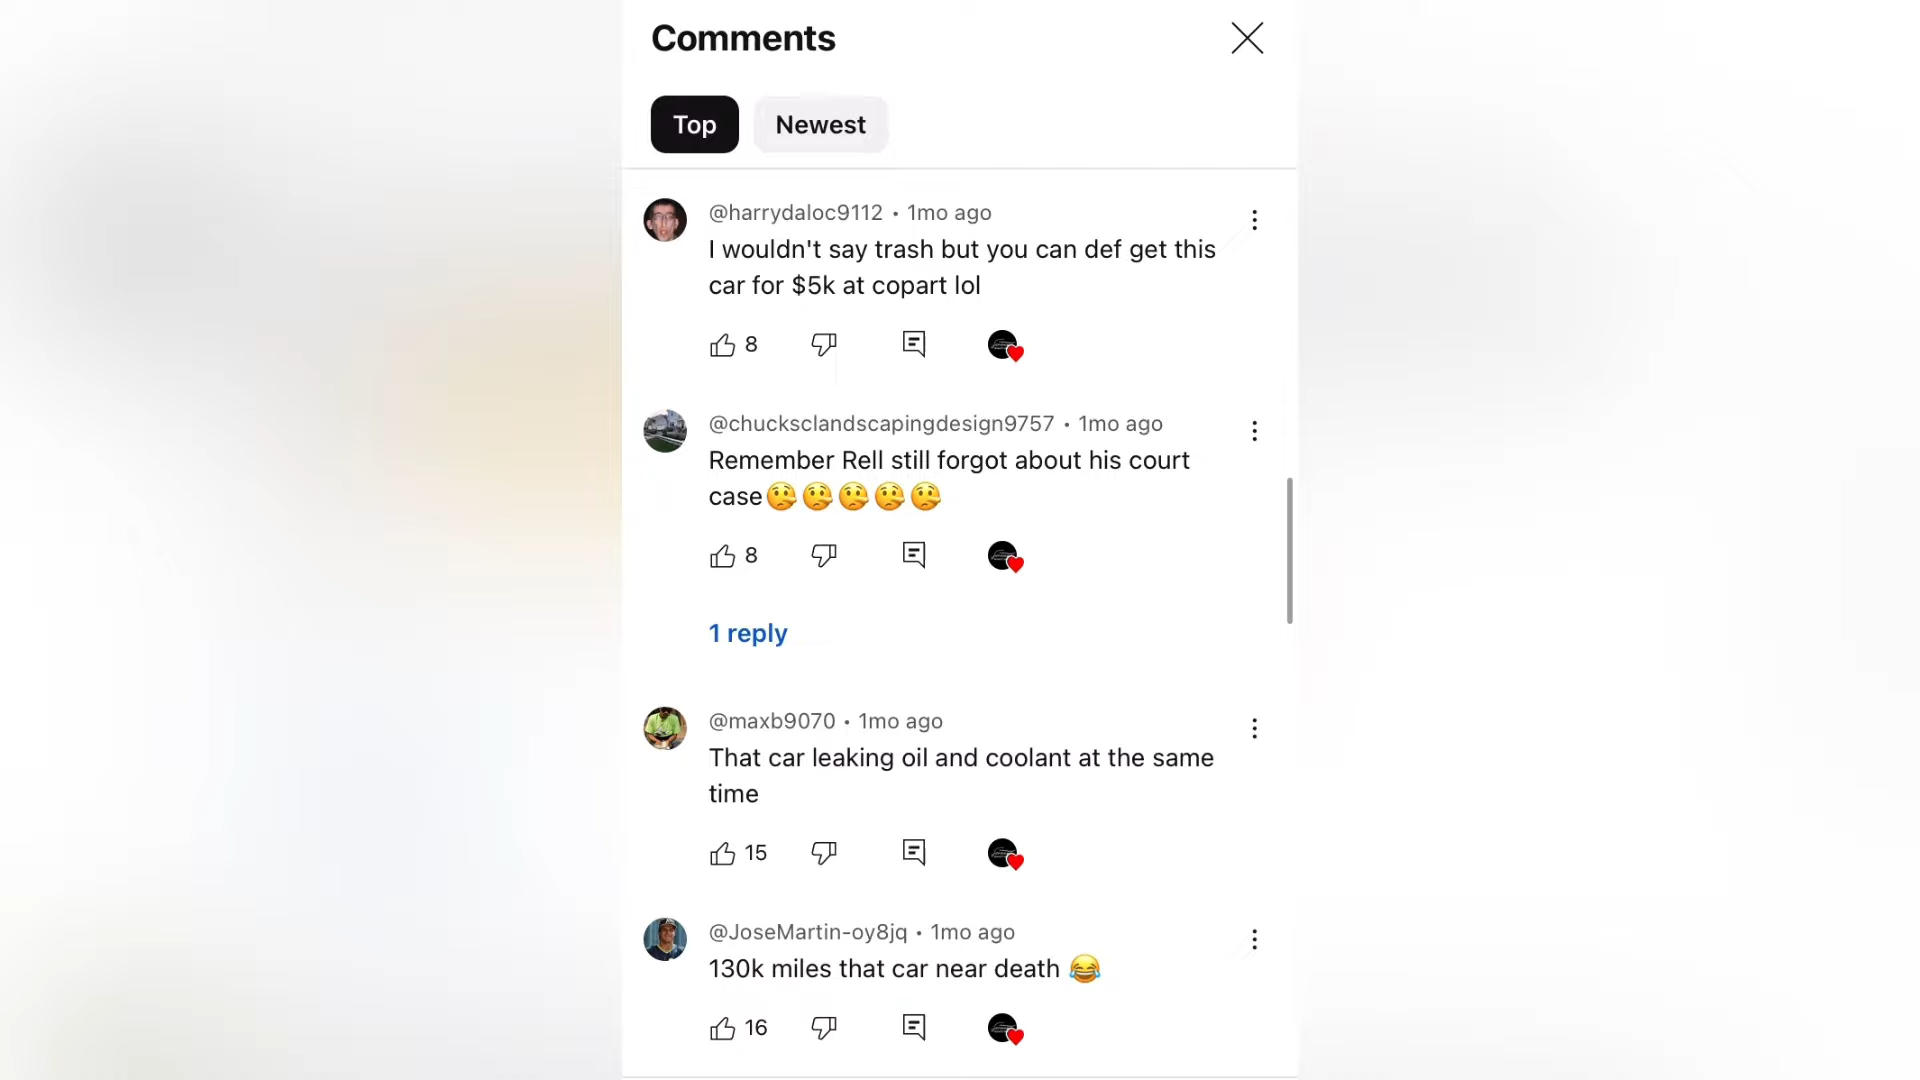 Comments
Top
Newest
@harrydaloc9112 • 1mo ago
I wouldn't say trash but you can def get this
car for $5k at copart lol
8
@chucksclandscapingdesign9757 • 1mo ago
Remember Rell still forgot about his court
case🤥🤥🤥🤥🤥
8
1 reply
@maxb9070 • 1mo ago
That car leaking oil and coolant at the same
time
15
@JoseMartin-oy8jq • 1mo ago
130k miles that car near death 😂
16